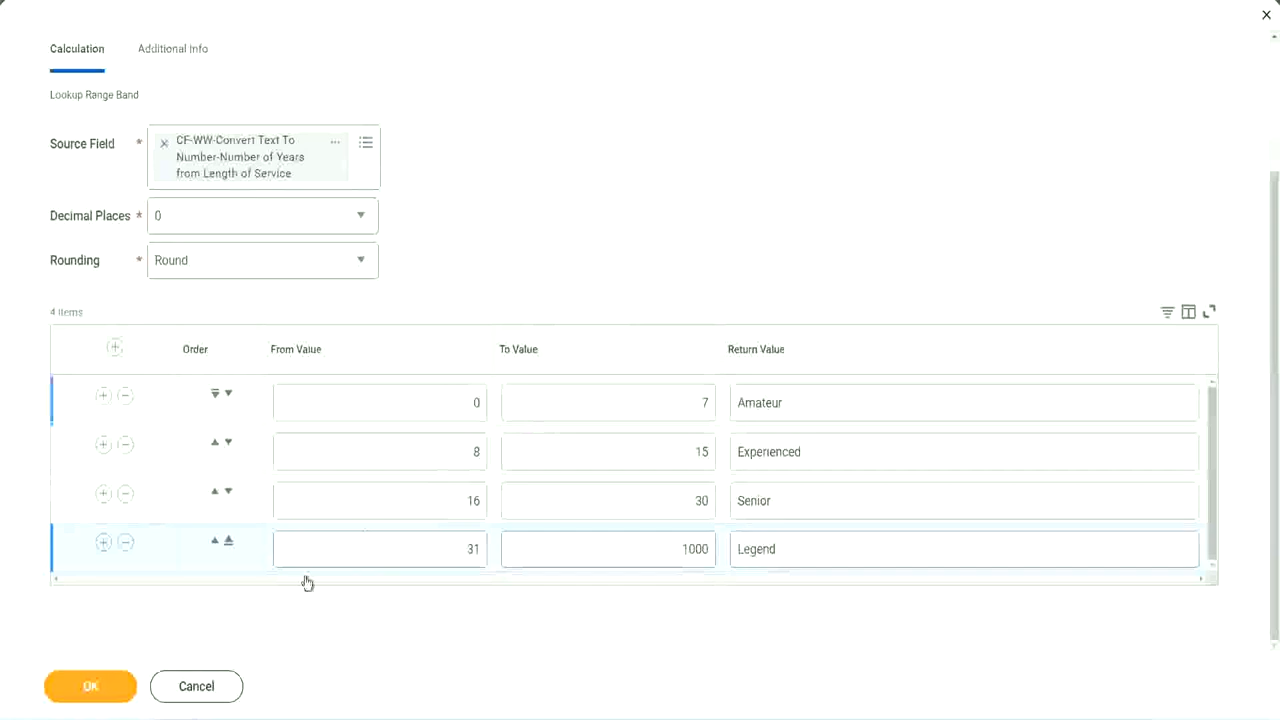 Calculation Additional Info
Lookup Range Band
Source Field *
CF-WW-Convert Text To
Number-Number of Years
from Length of Service
Decimal Places * 0
Rounding * Round
4 items
Order From Value To Value Return Value
0 7 Amateur
8 15 Experienced
16 30 Senior
31 1000 Legend
OK Cancel